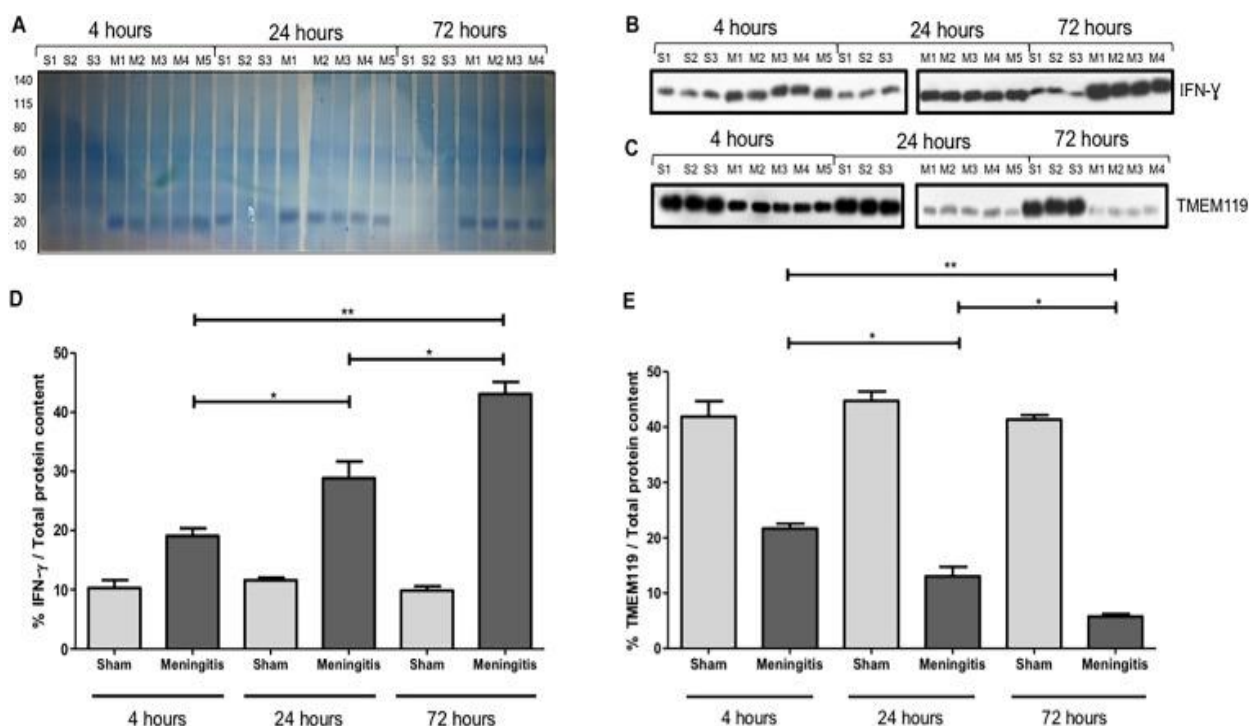 A
4 hours 24 hours 72 hours
S1 S2 S3 M1 M2 M3 M4 M5 S1 S2 S3 M1 M2 M3 M4 M5 S1 S2 S3 M1 M2 M3 M4
140
115
80
60
50
30
20
10
B
4 hours 24 hours 72 hours
S1 S2 S3 M1 M2 M3 M4 M5 S1 S2 S3 M1 M2 M3 M4 M5 S1 S2 S3 M1 M2 M3 M4
IFN-Ɣ
C
4 hours 24 hours 72 hours
S1 S2 S3 M1 M2 M3 M4 M5 S1 S2 S3 M1 M2 M3 M4 M5 S1 S2 S3 M1 M2 M3 M4
TMEM119
D
**
*
*
% IFN-γ / Total protein content
50
40
30
20
10
0
Sham Meningitis Sham Meningitis Sham Meningitis
4 hours 24 hours 72 hours
E
**
*
*
% TMEM119 / Total protein content
50
40
30
20
10
0
Sham Meningitis Sham Meningitis Sham Meningitis
4 hours 24 hours 72 hours